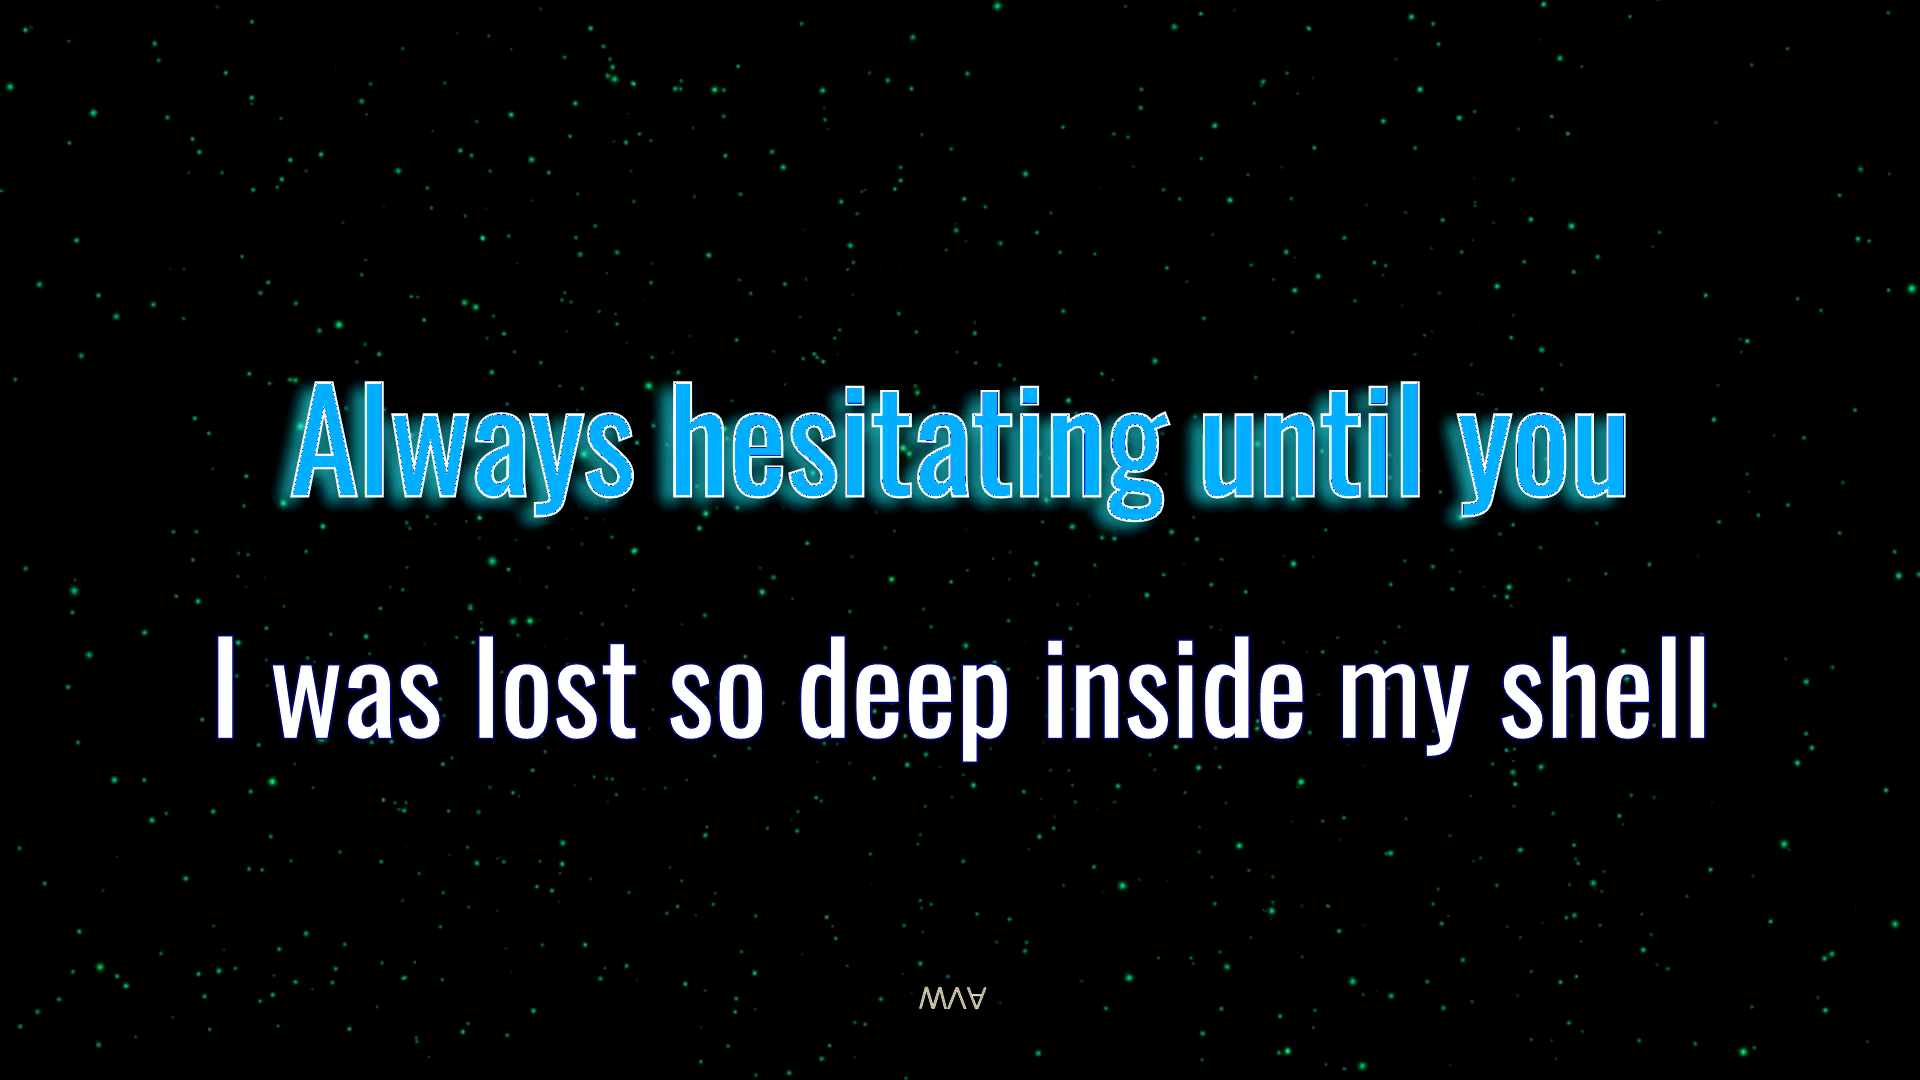 Always hesitating until you
I was lost so deep inside my shell